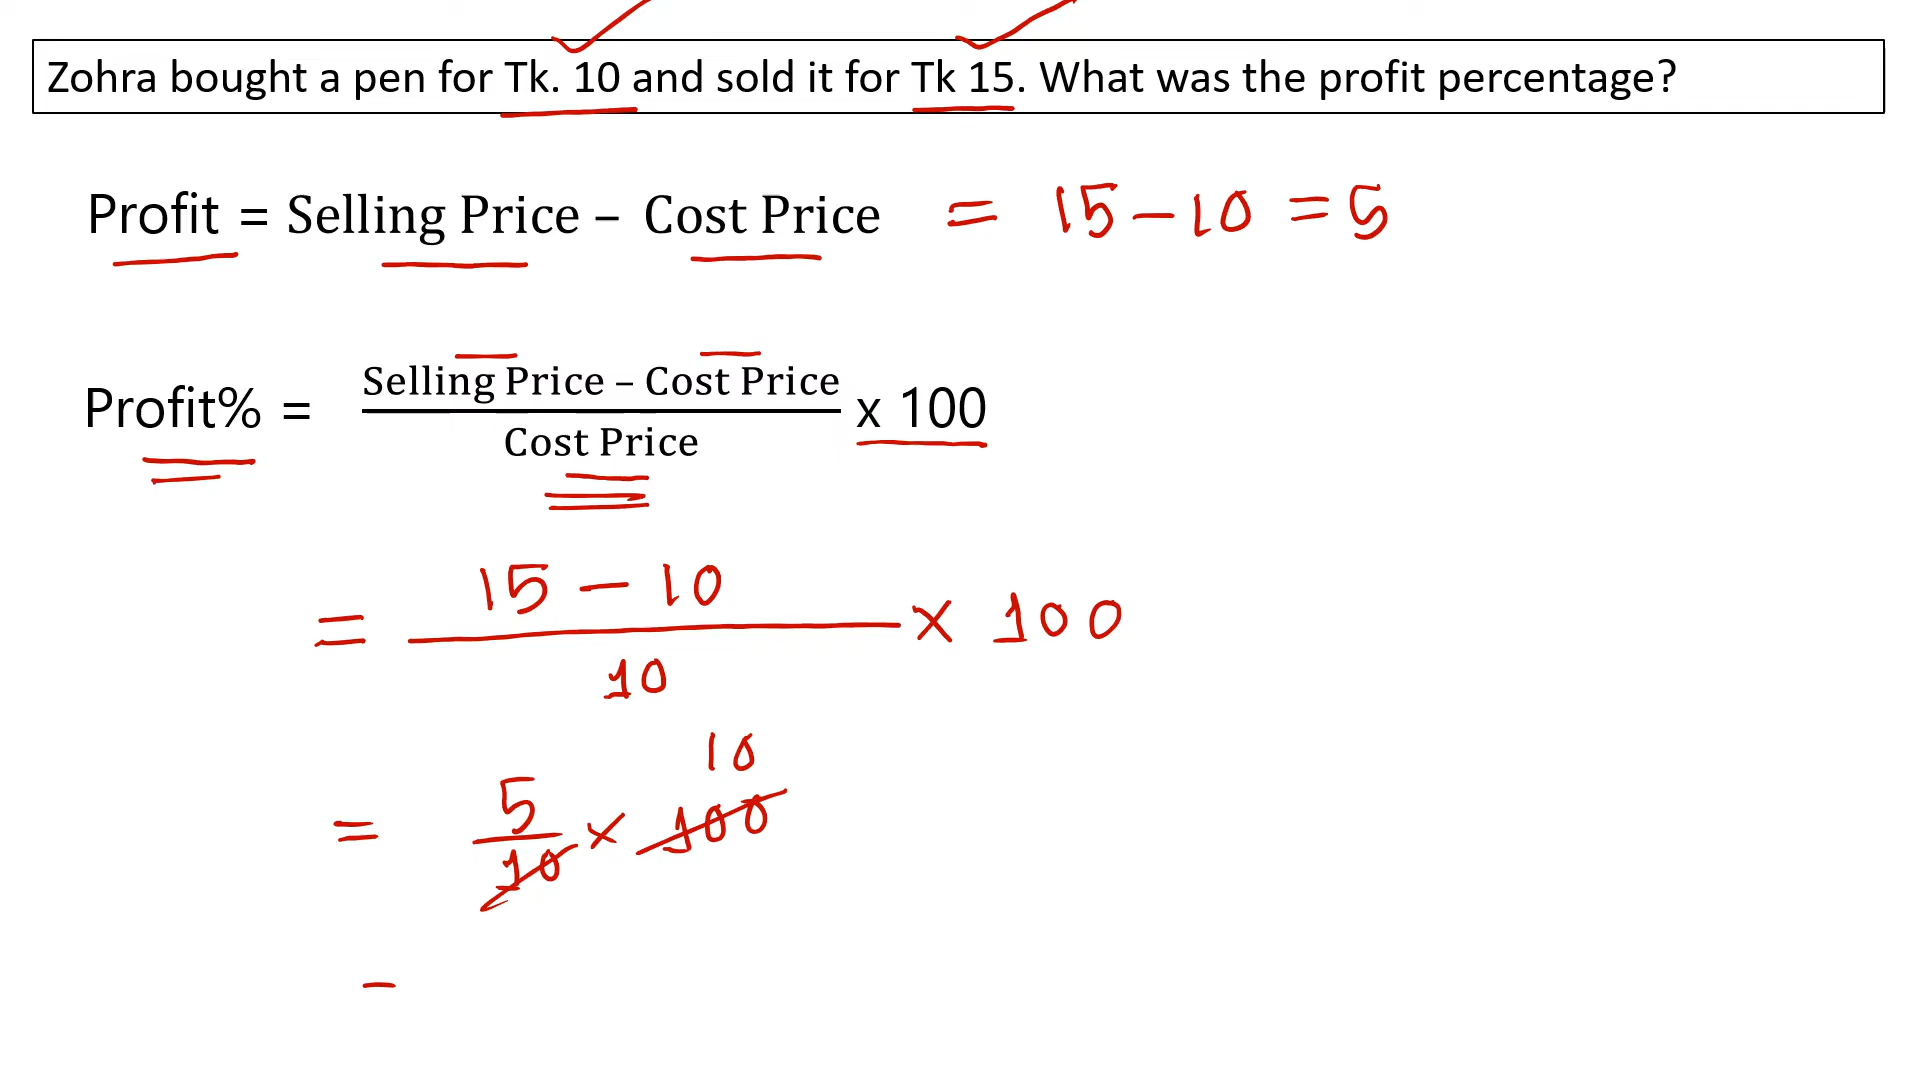 Zohra bought a pen for Tk. 10 and sold it for Tk 15. What was the profit percentage?
Profit = Selling Price – Cost Price = 15 – 10 = 5
Profit% = Selling Price – Cost Price
Cost Price
x 100
= 15 – 10
10
× 100
10
= 5
10
× 100
–